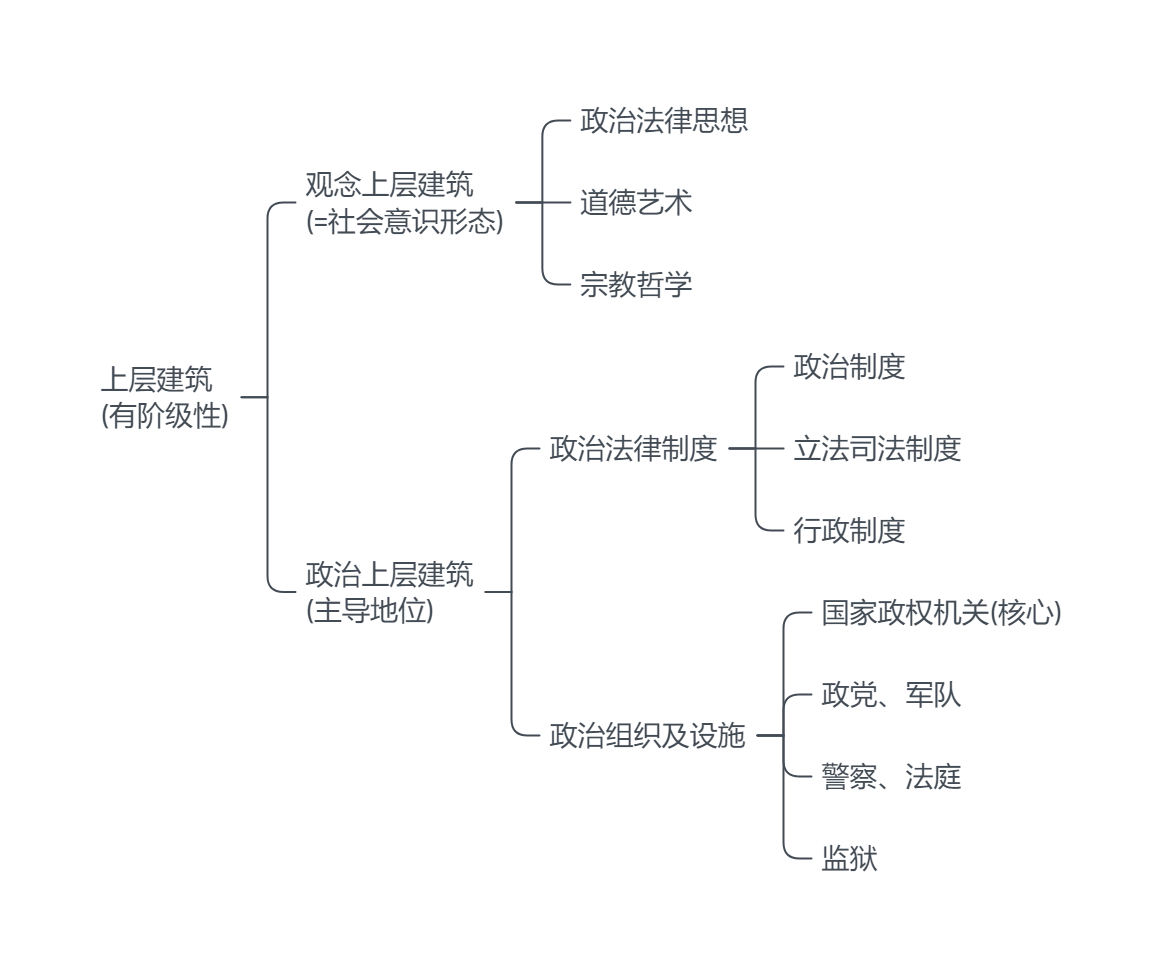 政治法律思想
观念上层建筑
(=社会意识形态)
道德艺术
宗教哲学
上层建筑
(有阶级性)
政治制度
政治法律制度
立法司法制度
行政制度
政治上层建筑
(主导地位)
国家政权机关(核心)
政党、军队
政治组织及设施
警察、法庭
监狱